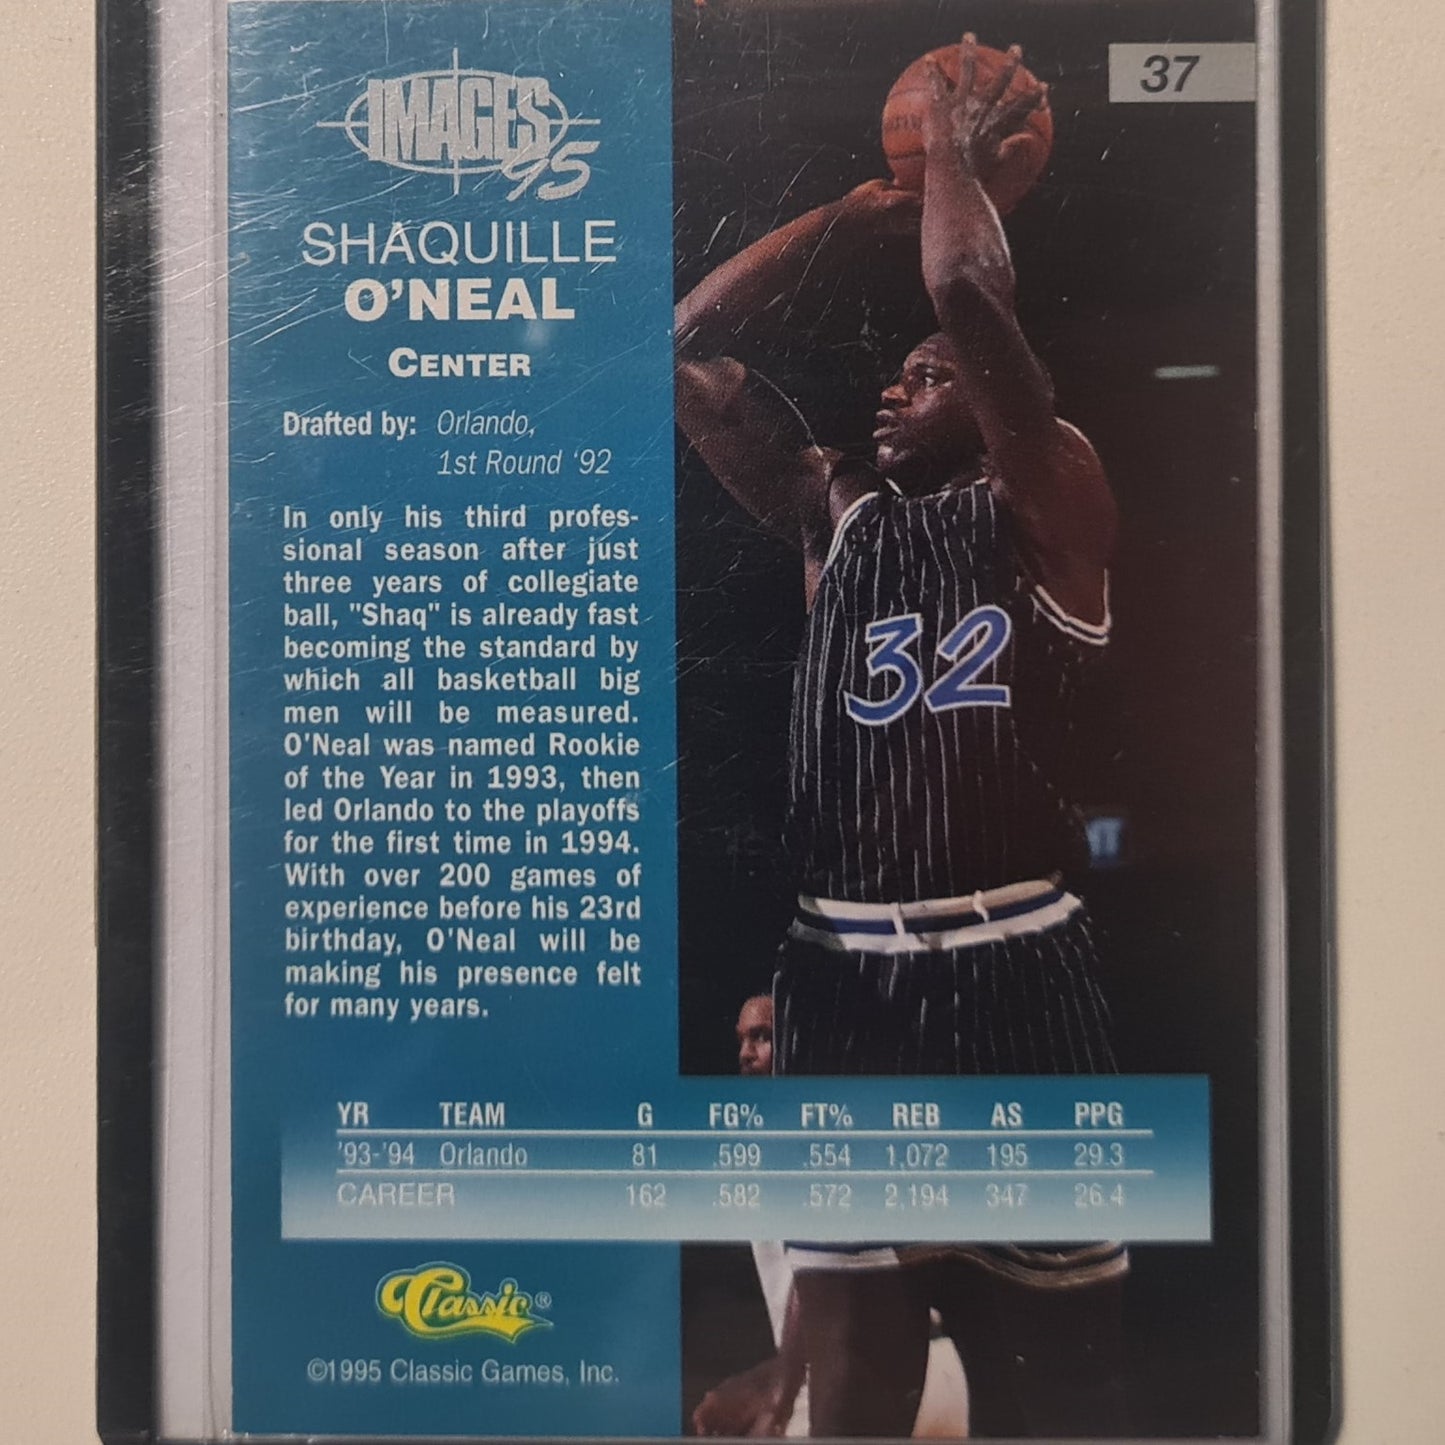 37
IMAGES
95
SHAQUILLE
O'NEAL
CENTER
Drafted by: Orlando,
1st Round '92
In only his third profes-
sional season after just
three years of collegiate
ball, "Shaq" is already fast
becoming the standard by
which all basketball big
men will be measured.
O'Neal was named Rookie
of the Year in 1993, then
led Orlando to the playoffs
for the first time in 1994.
With over 200 games of
experience before his 23rd
birthday, O'Neal will be
making his presence felt
for many years.
32
YR TEAM G FG% FT% REB AS PPG
'93-'94 Orlando 81 .599 .554 1,072 195 29.3
CAREER 162 .582 .572 2,194 347 26.4
Classic®
©1995 Classic Games, Inc.